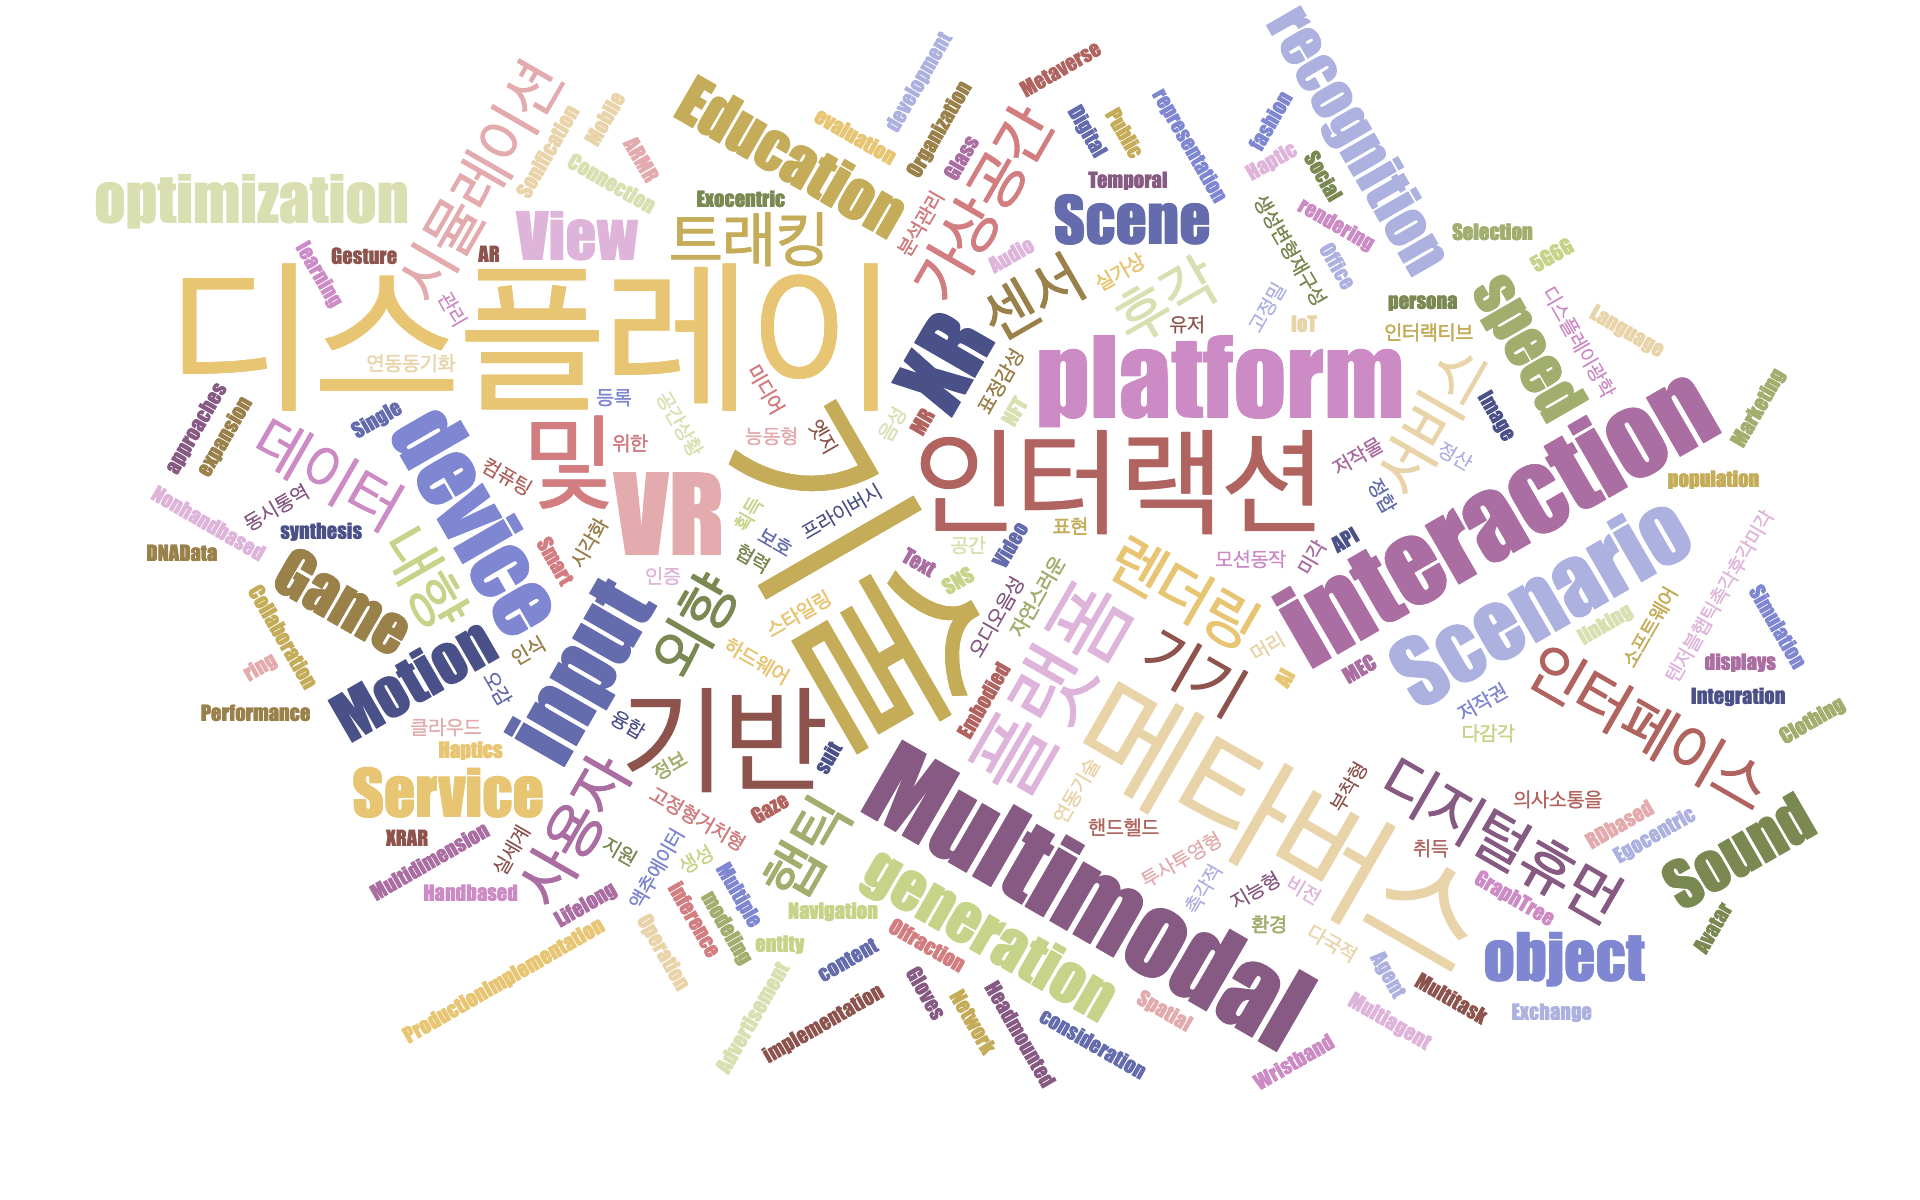 recognition
development
Metaverse
시뮬레이션
Mobile
Education
Organization
evaluation
Digital
Public
representation
fashion
Sonification
ARMR
Connection
Glass
가상공간
Haptic
Social
optimization
Exocentric
Temporal
View
트래킹
분석관리
Scene
생성변형재구성
rendering
Selection
learning
Gesture
AR
Audio
센서
실가상
후각
Office
5G6G
디스플레이
관리
고정밀
persona
speed
디스플레이광학
Language
유저
IoT
인터랙티브
연동동기화
XR
표정감성
platform
서비스
Image
Marketing
approaches
expansion
Single
device
등록
공간상황
미디어
능동형
엣지
음성
MR
NFT
interaction
데이터
및
위한
인터랙션
저작물
정산
컴퓨팅
VR
정합
population
Nonhandbased
동시통역
synthesis
획득
프라이버시
Scenario
DNAData
Smart
시각화
협력
보호
공간
Video
표현
렌더링
모션동작
미각
API
텐저블햅틱촉각후각미각
Game
내향
인증
Text
SNS
자연스러운
Collaboration
input
외향
스타일링
오디오음성
linking
소프트웨어
Simulation
ring
Motion
인식
하드웨어
플랫폼
기기
머리
AI
MEC
인터페이스
displays
오감
Embodied
Integration
Performance
클라우드
융합
기반
메타버스
저작권
다감각
Clothing
Haptics
정보
suit
Service
사용자
고정형거치형
Gaze
햅틱
연동기술
부착형
디지털휴먼
의사소통을
XRAR
실세계
지원
Multimodal
핸드헬드
RDbased
Egocentric
Sound
Multidimension
Handbased
액추에이터
생성
투사투영형
취득
Lifelong
Inference
modeling
Multiple
generation
촉각적
지능형
비전
GraphTree
Navigation
환경
다국적
Avatar
ProductionImplementation
Operation
entity
content
Olfraction
Agent
object
Advertisement
implementation
Gloves
Network
Headmounted
consideration
Spatial
Multiagent
Multitask
Exchange
Wristband